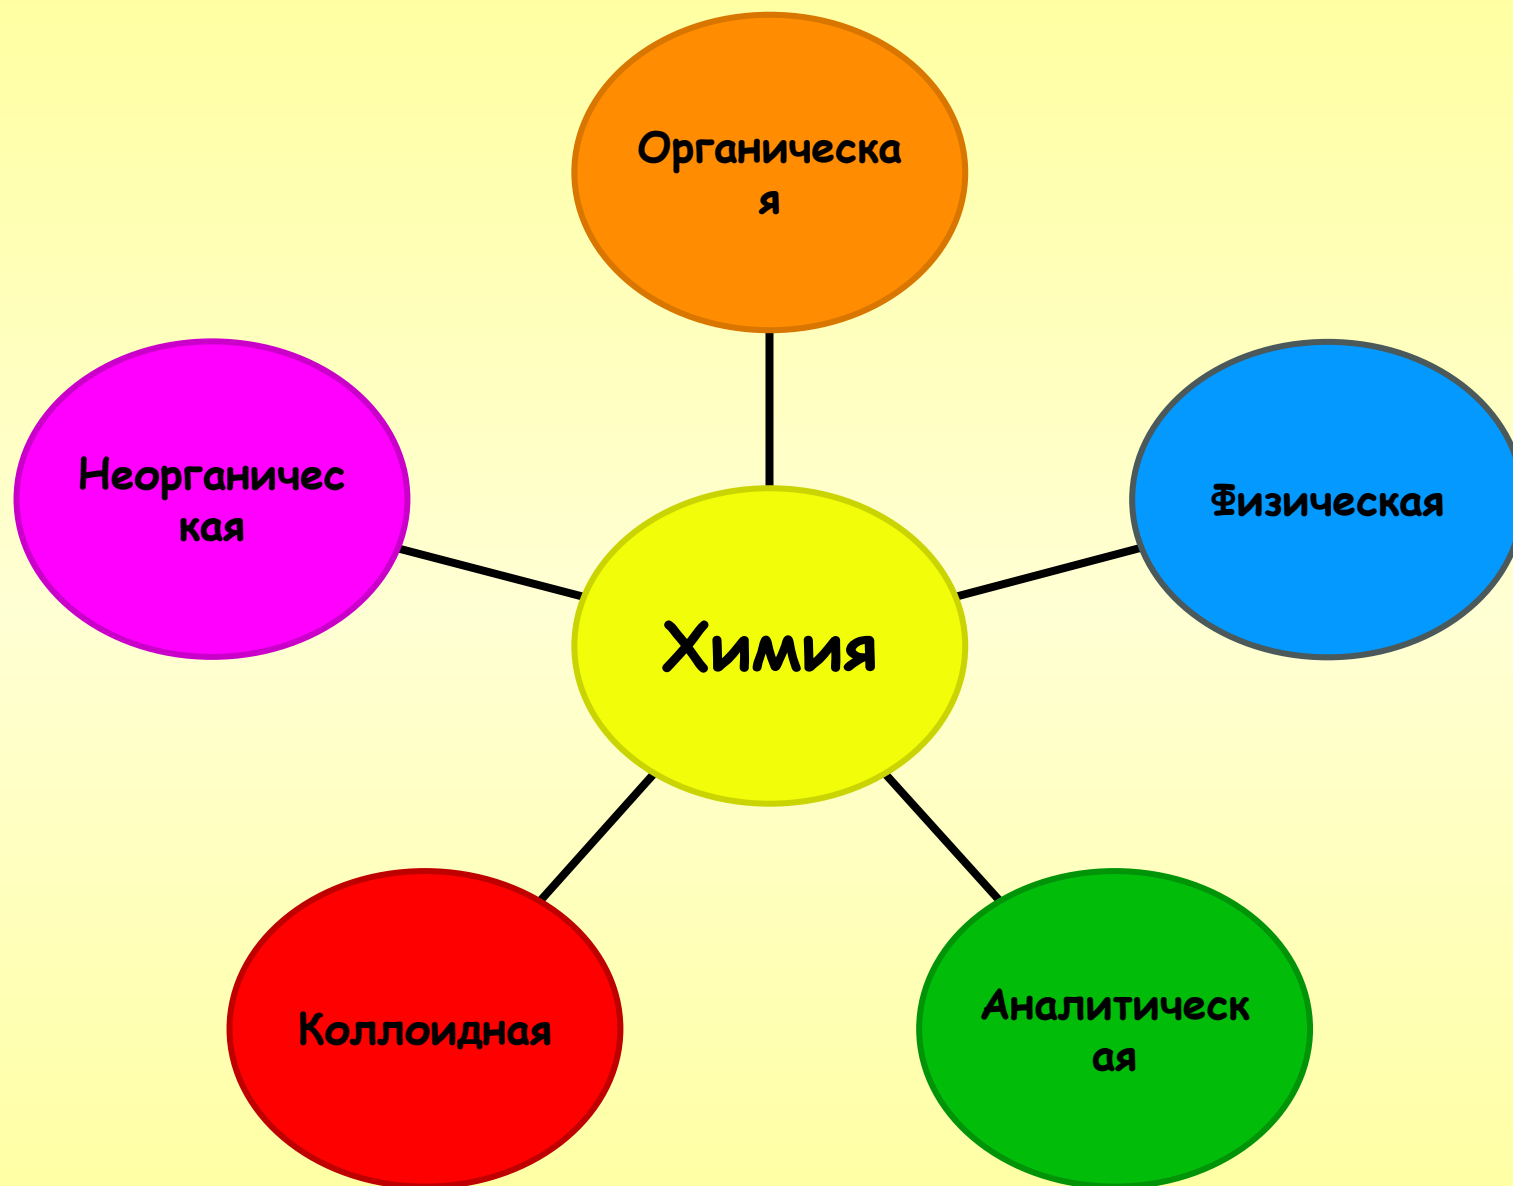 Органическа
я
Неорганичес
кая
Физическая
Химия
Коллоидная
Аналитическ
ая